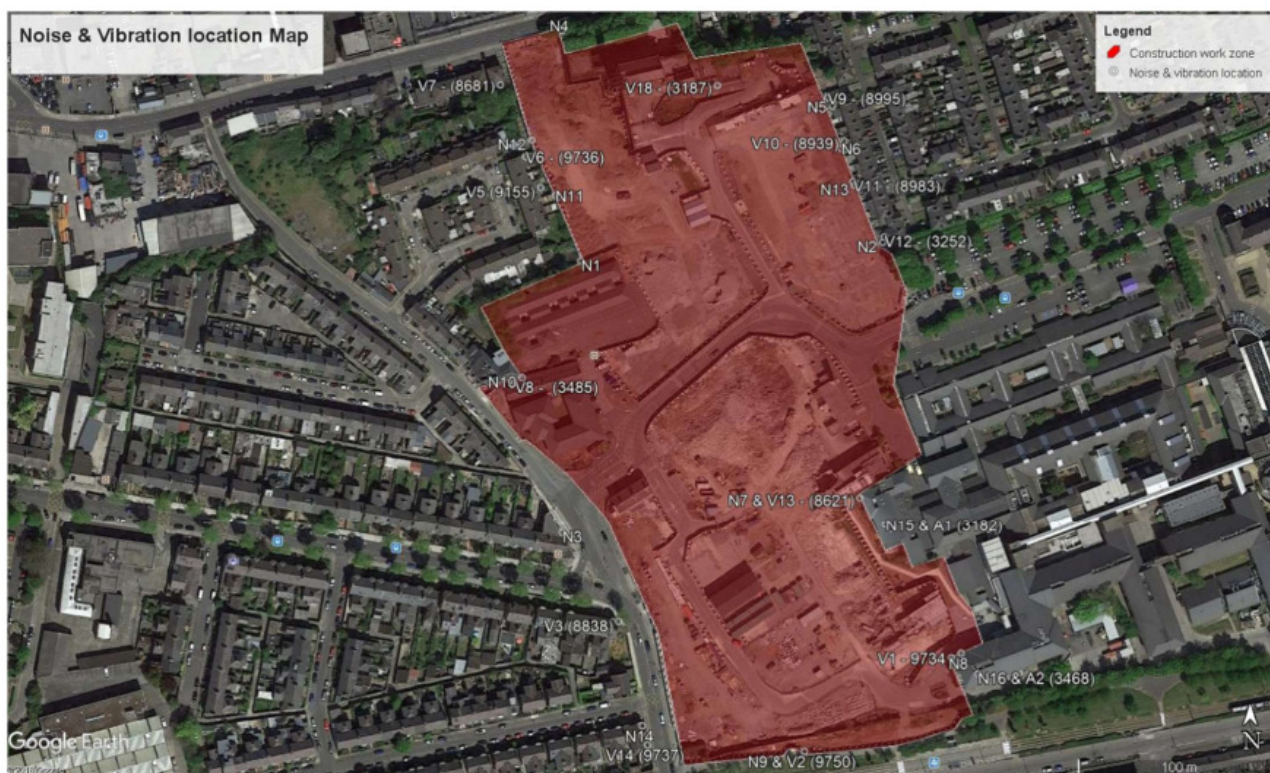 Noise & Vibration location Map
N4
Legend
Construction work zone
Noise & vibration location
V7 - (8681)
V18 - (3187)
V9 - (8995)
N5
N12
V6 - (9736)
V10 - (8939)
N6
V5 (9155)
N11
N13
V11 - (8983)
N2
V12 - (3252)
N1
N10
V8 - (3485)
N7 & V13 - (8621)
N15 & A1 (3182)
N3
V3 (8838)
V1 - 9734
N8
N16 & A2 (3468)
N14
V14 (9737)
N9 & V2 (9750)
Google Earth
N
100 m